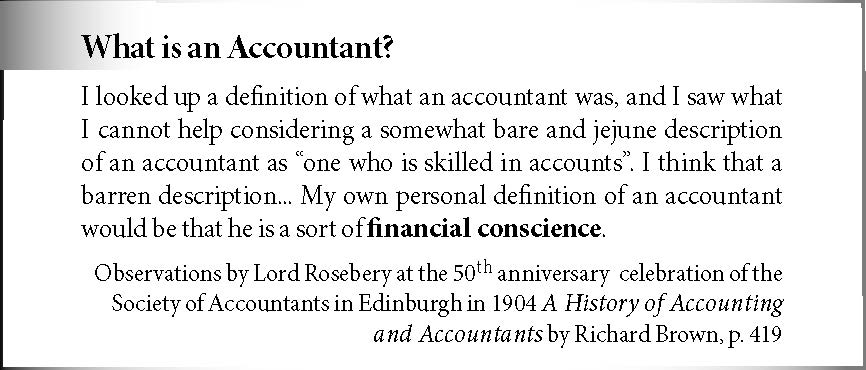 What is an Accountant?
I looked up a definition of what an accountant was, and I saw what
I cannot help considering a somewhat bare and jejune description
of an accountant as “one who is skilled in accounts”. I think that a
barren description... My own personal definition of an accountant
would be that he is a sort of financial conscience.
Observations by Lord Rosebery at the 50th anniversary celebration of the
Society of Accountants in Edinburgh in 1904 A History of Accounting
and Accountants by Richard Brown, p. 419